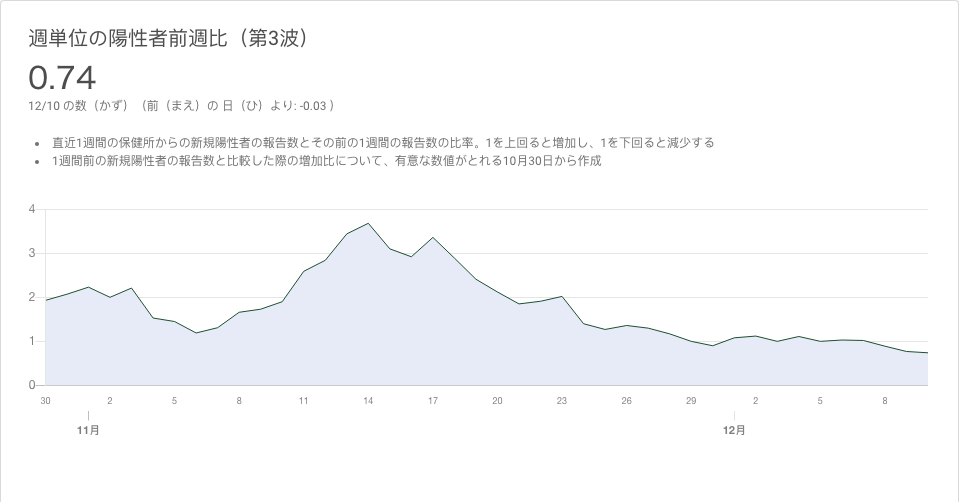 週単位の陽性者前週比（第3波）
0.74
12/10 の数（かず）（前（まえ）の 日（ひ）より: -0.03 ）
• 直近1週間の保健所からの新規陽性者の報告数とその前の1週間の報告数の比率。1を上回ると増加し、1を下回ると減少する
• 1週間前の新規陽性者の報告数と比較した際の増加比について、有意な数値がとれる10月30日から作成
4
3
2
1
0
30 2 5 8 11 14 17 20 23 26 29 2 5 8
11月 12月